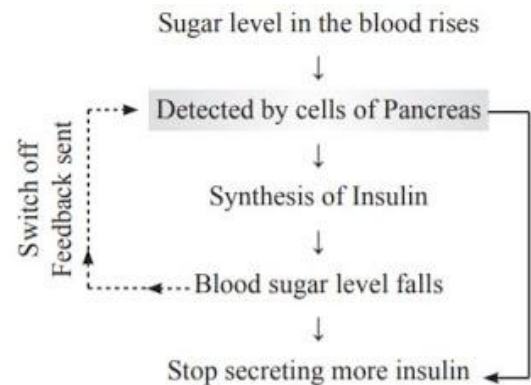 Sugar level in the blood rises
Detected by cells of Pancreas
Switch off
Feedback sent
Synthesis of Insulin
Blood sugar level falls
Stop secreting more insulin